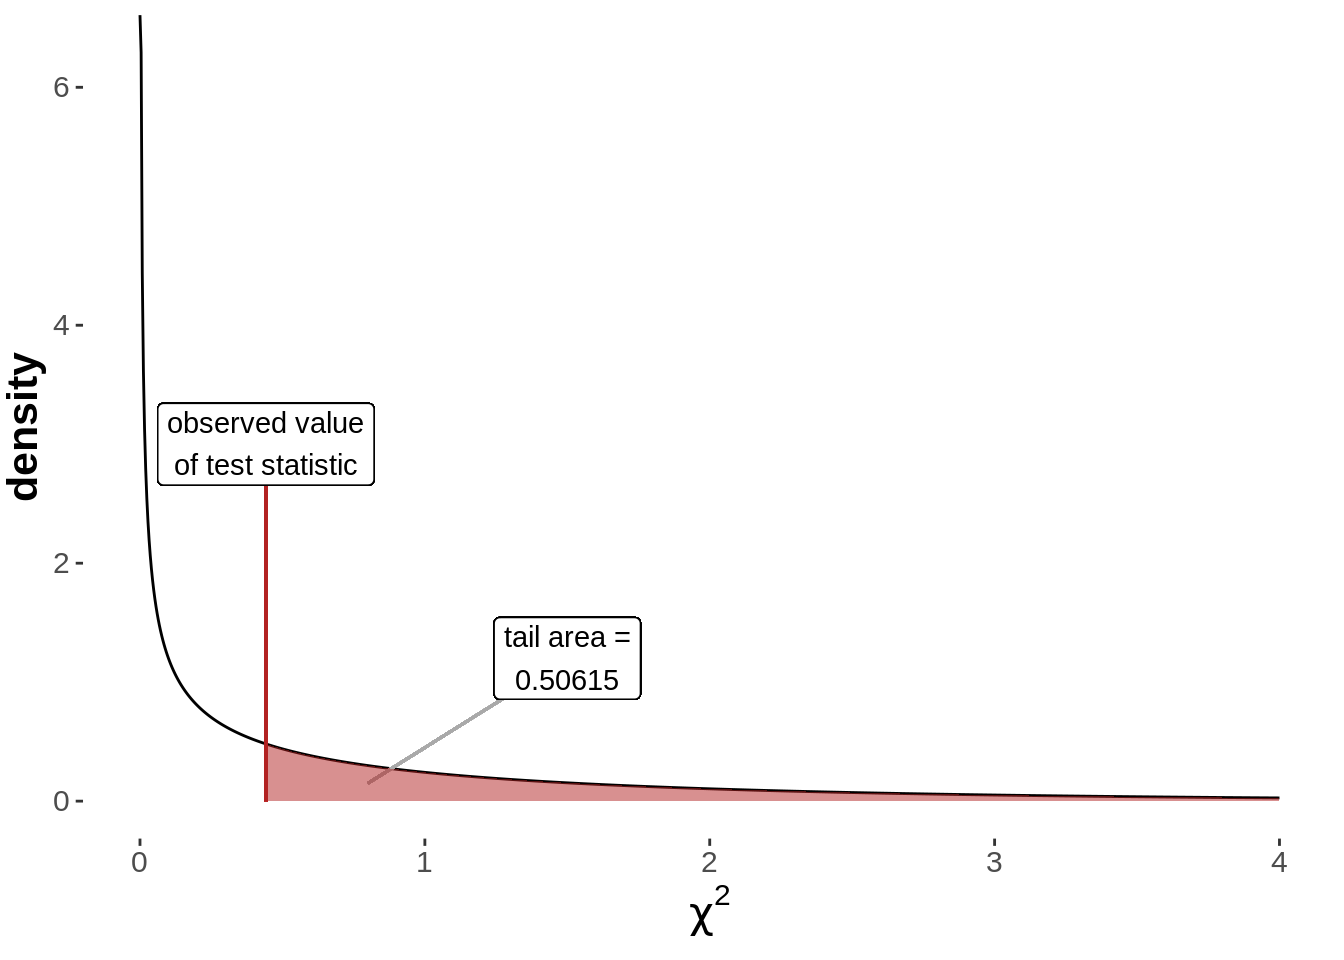 6
4
2
0
density
observed value
of test statistic
tail area =
0.50615
0 1 2 3 4
χ²